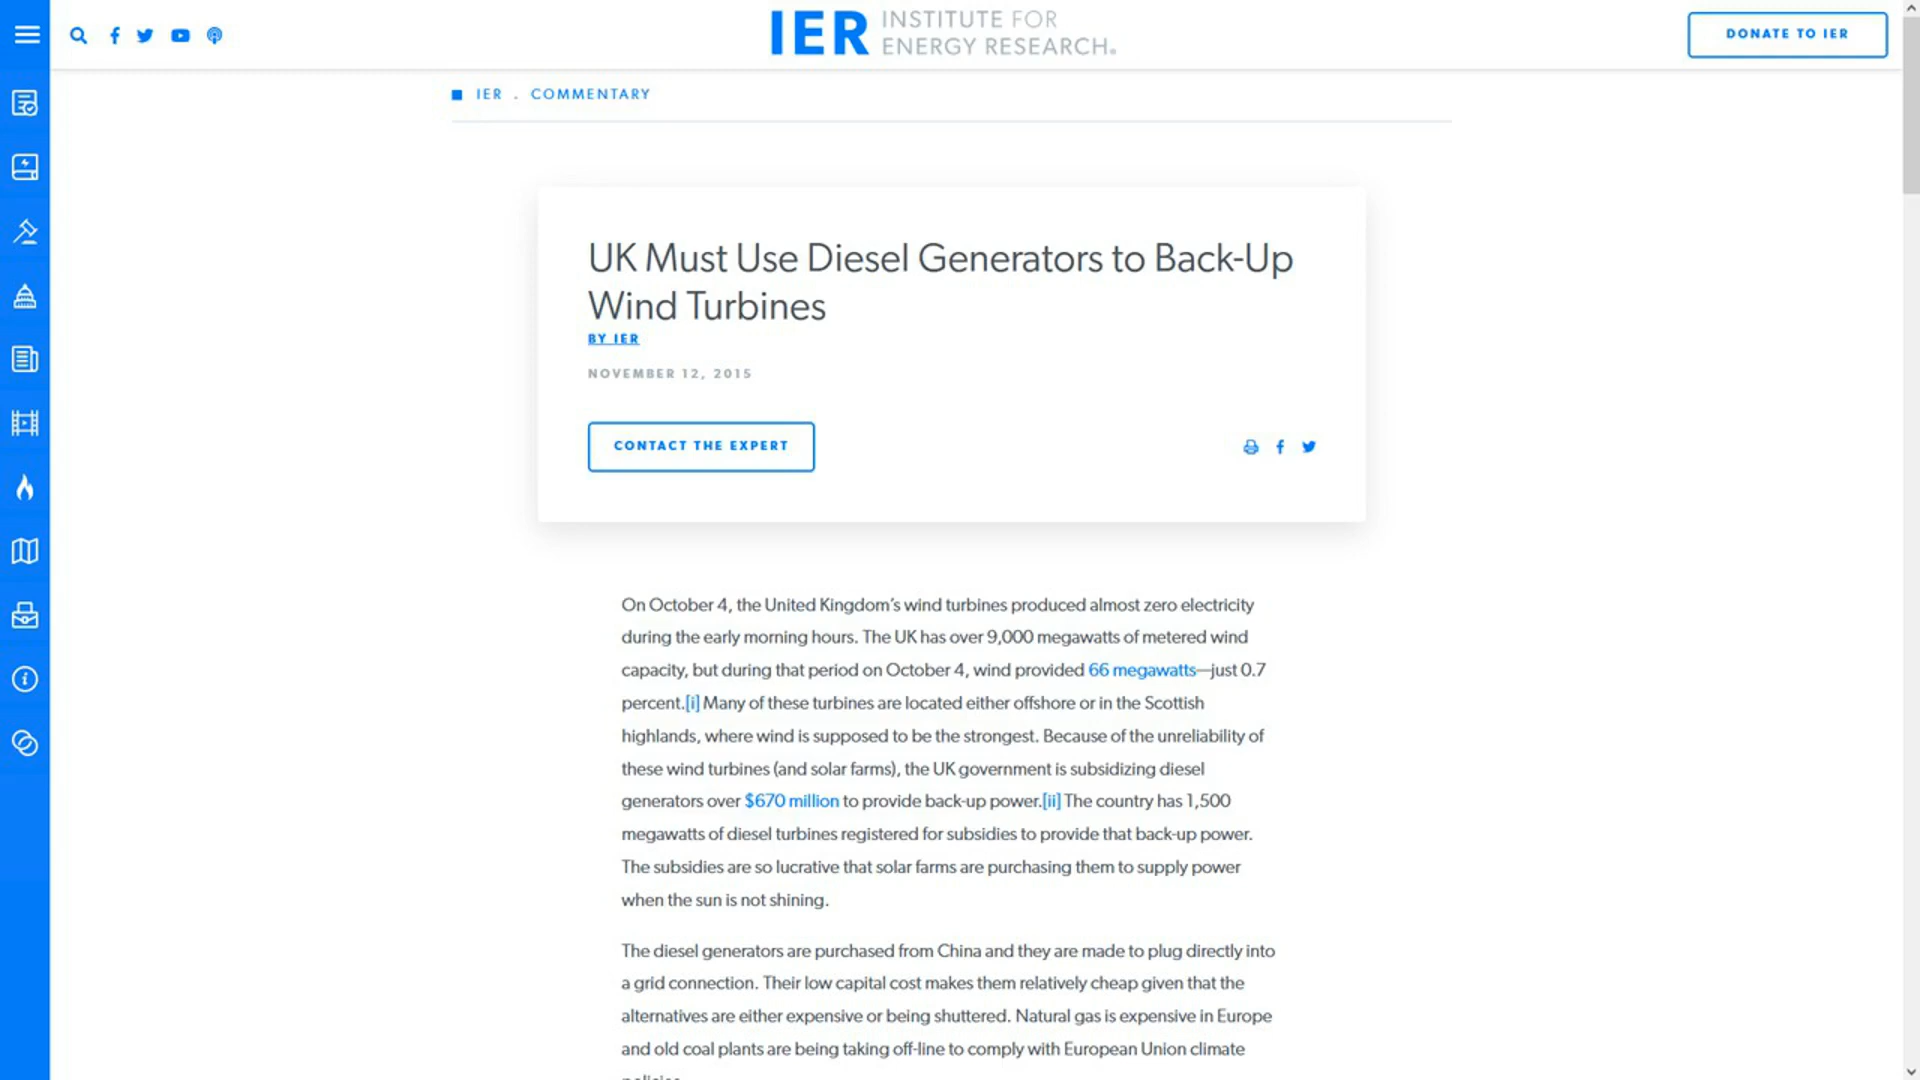 IER INSTITUTE FOR
ENERGY RESEARCH®
DONATE TO IER
IER . COMMENTARY
UK Must Use Diesel Generators to Back-Up
Wind Turbines
BY IER
NOVEMBER 12, 2015
CONTACT THE EXPERT
On October 4, the United Kingdom’s wind turbines produced almost zero electricity
during the early morning hours. The UK has over 9,000 megawatts of metered wind
capacity, but during that period on October 4, wind provided 66 megawatts—just 0.7
percent.[i] Many of these turbines are located either offshore or in the Scottish
highlands, where wind is supposed to be the strongest. Because of the unreliability of
these wind turbines (and solar farms), the UK government is subsidizing diesel
generators over $670 million to provide back-up power.[ii] The country has 1,500
megawatts of diesel turbines registered for subsidies to provide that back-up power.
The subsidies are so lucrative that solar farms are purchasing them to supply power
when the sun is not shining.
The diesel generators are purchased from China and they are made to plug directly into
a grid connection. Their low capital cost makes them relatively cheap given that the
alternatives are either expensive or being shuttered. Natural gas is expensive in Europe
and old coal plants are being taking off-line to comply with European Union climate